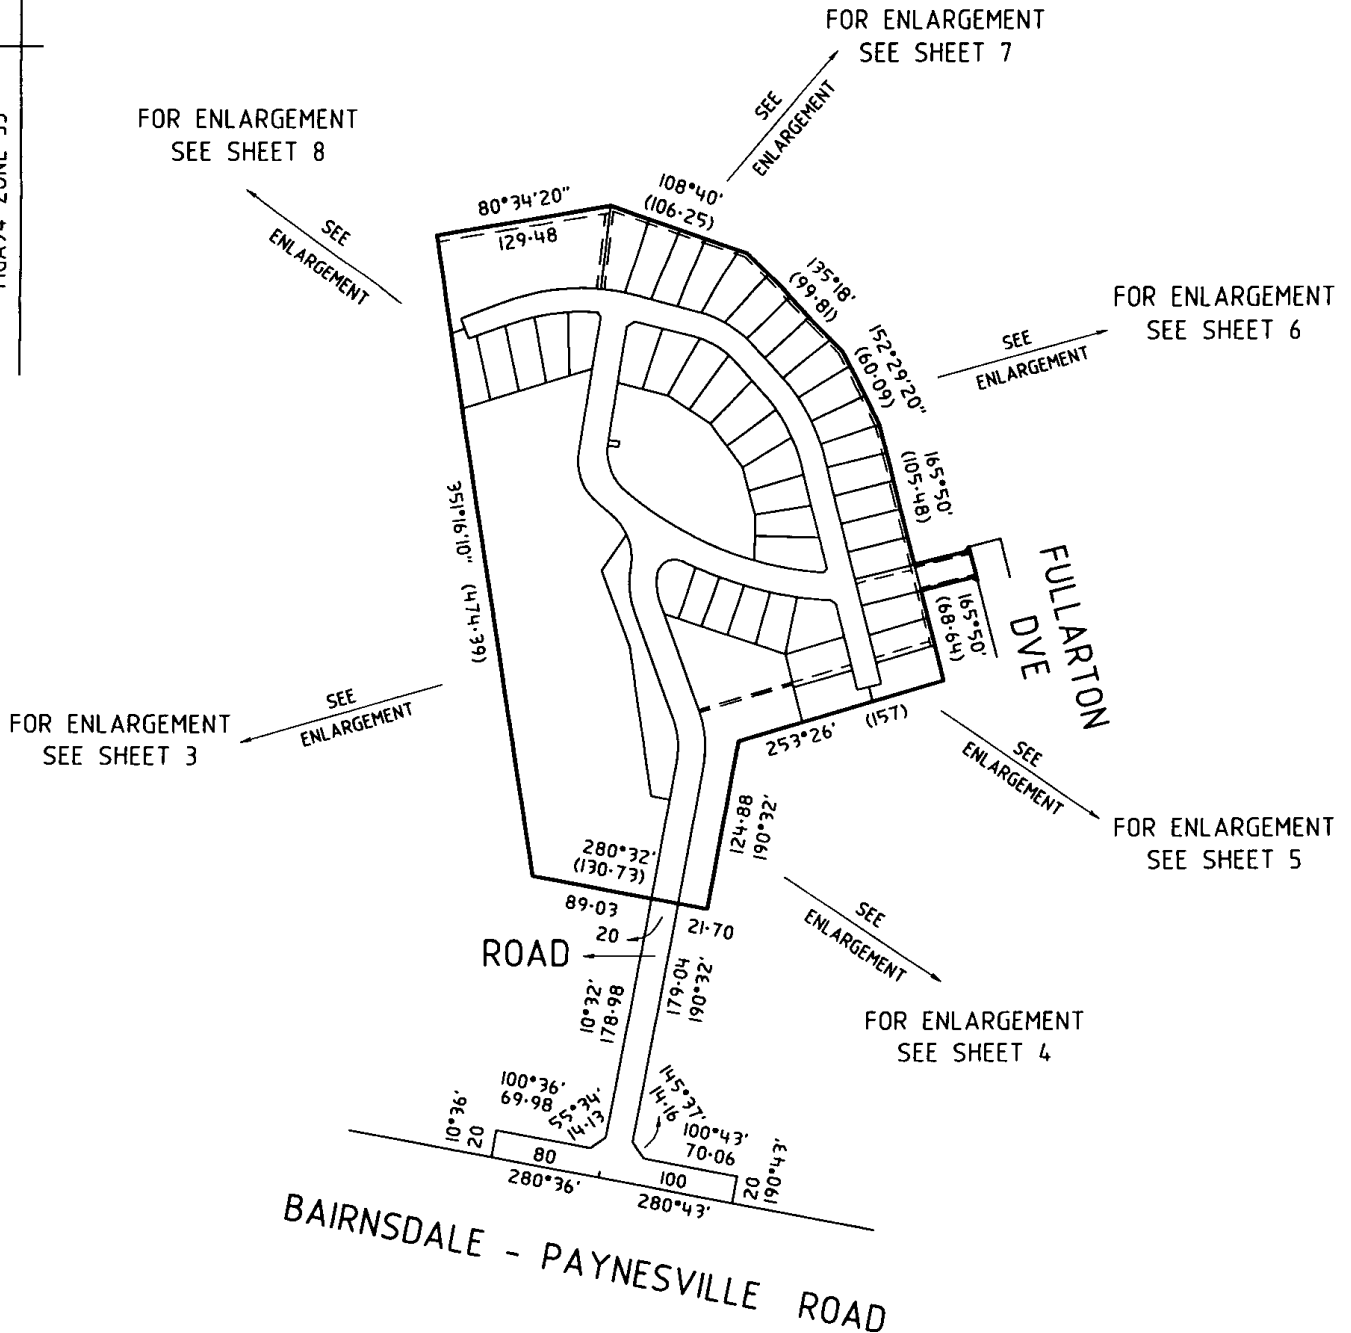 FOR ENLARGEMENT
SEE SHEET 7
SEE
ENLARGEMENT
FOR ENLARGEMENT
SEE SHEET 8
SEE
ENLARGEMENT
80°34'20"
129·48
108°40'
(106·25)
135°18'
(99·81)
152°29'20"
(60·09)
FOR ENLARGEMENT
SEE SHEET 6
SEE
ENLARGEMENT
165°50'
(105·48)
351°16'10" (474·39)
FULLARTON
DVE
165°50'
(68·64)
SEE
ENLARGEMENT
FOR ENLARGEMENT
SEE SHEET 3
253°26' (157)
SEE
ENLARGEMENT
FOR ENLARGEMENT
SEE SHEET 5
124·88
190°32'
280°32'
(130·73)
89·03
20
21·70
SEE
ENLARGEMENT
FOR ENLARGEMENT
SEE SHEET 4
ROAD
10°32'
178·98
179·04
190°32'
100°36'
69·98
55°34'
14·13
145°37'
14·16
100°43'
70·06
10°36'
20
80
280°36'
100
280°43'
20
190°43'
BAIRNSDALE - PAYNESVILLE ROAD